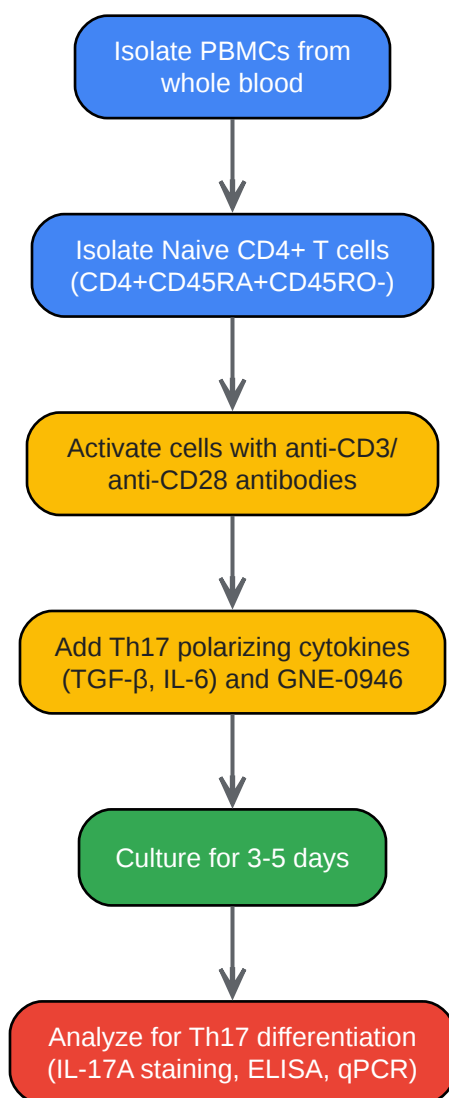 Isolate PBMCs from
whole blood
Isolate Naive CD4+ T cells
(CD4+CD45RA+CD45RO-)
Activate cells with anti-CD3/
anti-CD28 antibodies
Add Th17 polarizing cytokines
(TGF-β, IL-6) and GNE-0946
Culture for 3-5 days
Analyze for Th17 differentiation
(IL-17A staining, ELISA, qPCR)